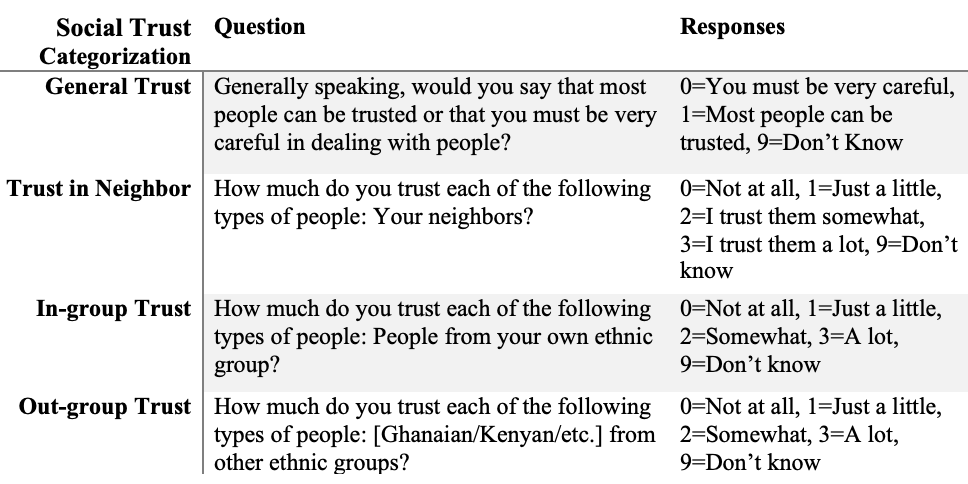 Social Trust Categorization Question Responses
General Trust Generally speaking, would you say that most 0=You must be very careful,
people can be trusted or that you must be very 1=Most people can be
careful in dealing with people? trusted, 9=Don’t Know
Trust in Neighbor How much do you trust each of the following 0=Not at all, 1=Just a little,
types of people: Your neighbors? 2=I trust them somewhat,
3=I trust them a lot, 9=Don’t
know
In-group Trust How much do you trust each of the following 0=Not at all, 1=Just a little,
types of people: People from your own ethnic 2=Somewhat, 3=A lot,
group? 9=Don’t know
Out-group Trust How much do you trust each of the following 0=Not at all, 1=Just a little,
types of people: [Ghanaian/Kenyan/etc.] from 2=Somewhat, 3=A lot,
other ethnic groups? 9=Don’t know